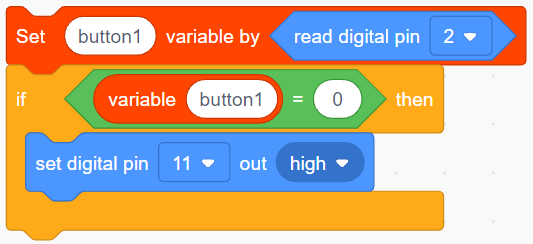 Set button1 variable by read digital pin 2
if variable button1 = 0 then
set digital pin 11 out high